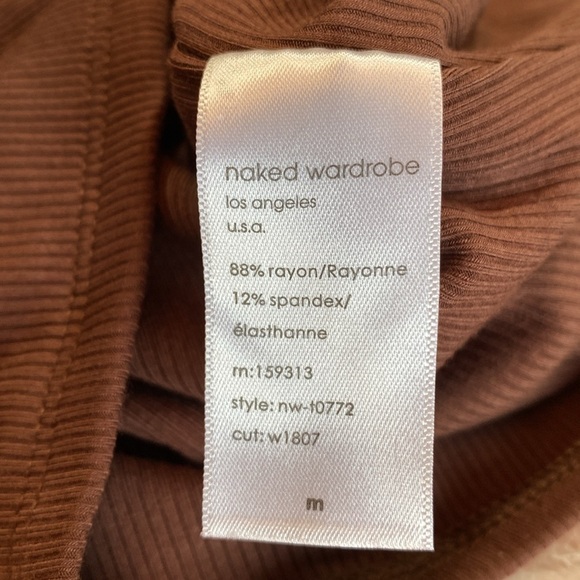 naked wardrobe
los angeles
u.s.a.
88% rayon/Rayonne
12% spandex/
élasthanne
rn:159313
style: nw-t0772
cut: w1807
m